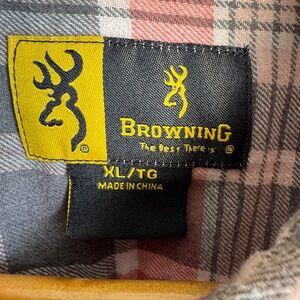 BROWNING
The Best There Is
®
®
XL/TG
MADE IN CHINA